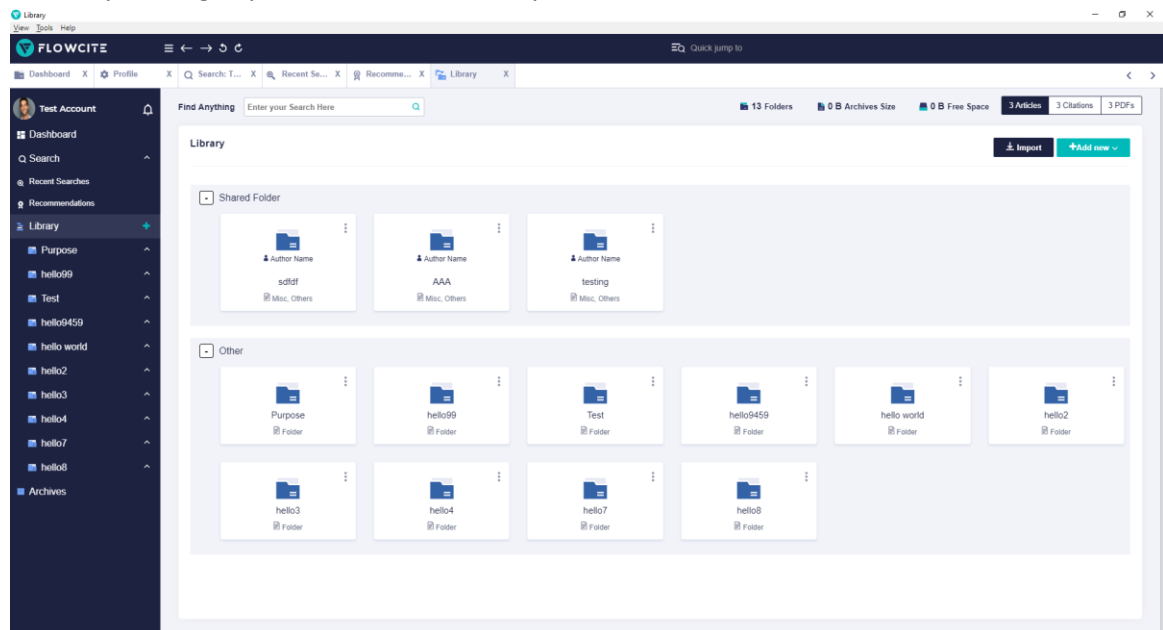 Library
View Tools Help
FLOWCITE
Quick jump to
Dashboard X Profile X Search: T... X Recent Se... X Recomme... X Library X
Test Account
Dashboard
Search
Recent Searches
Recommendations
Library +
Purpose
hello99
Test
hello9459
hello world
hello2
hello3
hello4
hello7
hello8
Archives
Find Anything Enter your Search Here 13 Folders 0 B Archives Size 0 B Free Space 3 Articles 3 Citations 3 PDFs
Library Import +Add new
Shared Folder
Author Name Author Name Author Name
sdfdf AAA testing
Misc, Others Misc, Others Misc, Others
Other
Purpose hello99 Test hello9459 hello world hello2
Folder Folder Folder Folder Folder Folder
hello3 hello4 hello7 hello8
Folder Folder Folder Folder